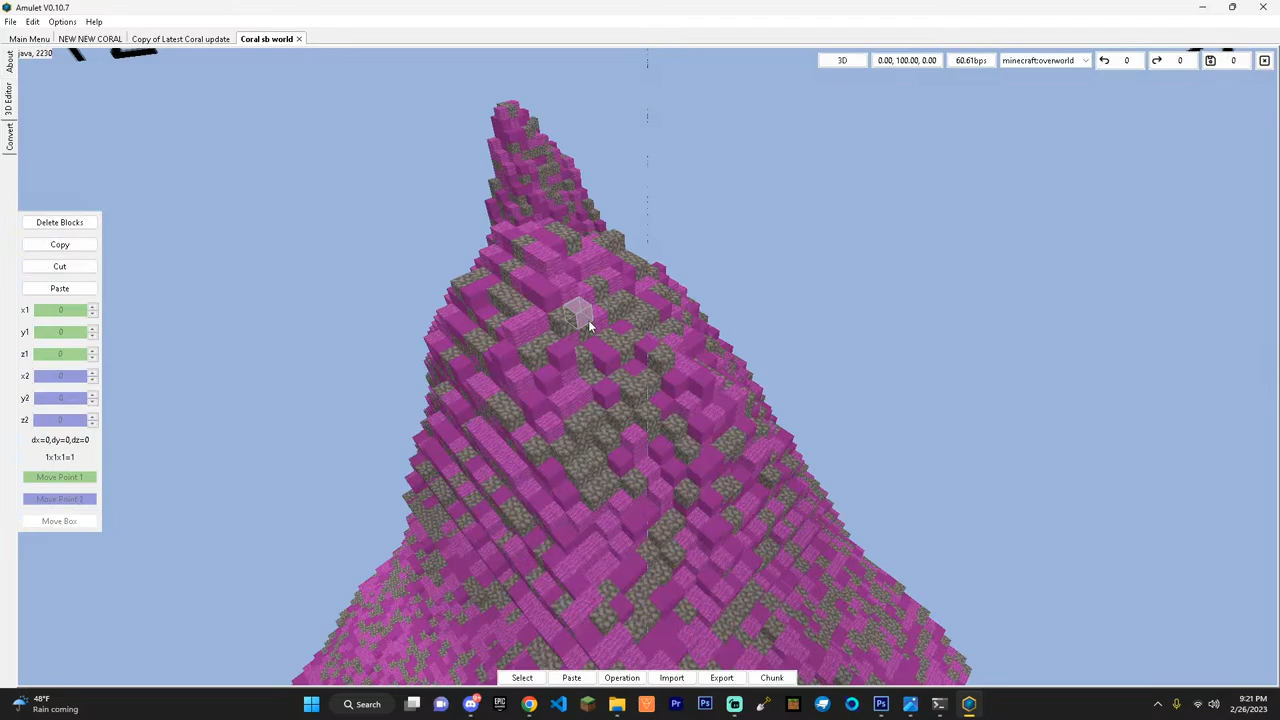 Amulet V0.10.7
File Edit Options Help
Main Menu NEW NEW CORAL Copy of Latest Coral update Coral sb world
java, 2230
3D 0.00, 100.00, 0.00 60.61bps minecraft:overworld 0 0 0
About
3D Editor
Convert
Delete Blocks
Copy
Cut
Paste
x1 0
y1 0
z1 0
x2 0
y2 0
z2 0
dx=0,dy=0,dz=0
1x1x1=1
Move Point 1
Move Point 2
Move Box
Select Paste Operation Import Export Chunk
48°F
Rain coming
Search
9:21 PM
2/26/2023